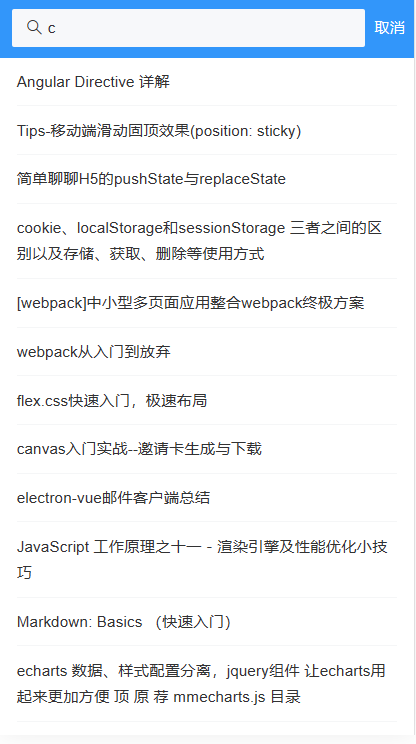 c 取消
Angular Directive 详解
Tips-移动端滑动固顶效果(position: sticky)
简单聊聊H5的pushState与replaceState
cookie、localStorage和sessionStorage 三者之间的区
别以及存储、获取、删除等使用方式
[webpack]中小型多页面应用整合webpack终极方案
webpack从入门到放弃
flex.css快速入门，极速布局
canvas入门实战--邀请卡生成与下载
electron-vue邮件客户端总结
JavaScript 工作原理之十一 - 渲染引擎及性能优化小技
巧
Markdown: Basics （快速入门）
echarts 数据、样式配置分离，jquery组件 让echarts用
起来更加方便 顶 原 荐 mmecharts.js 目录